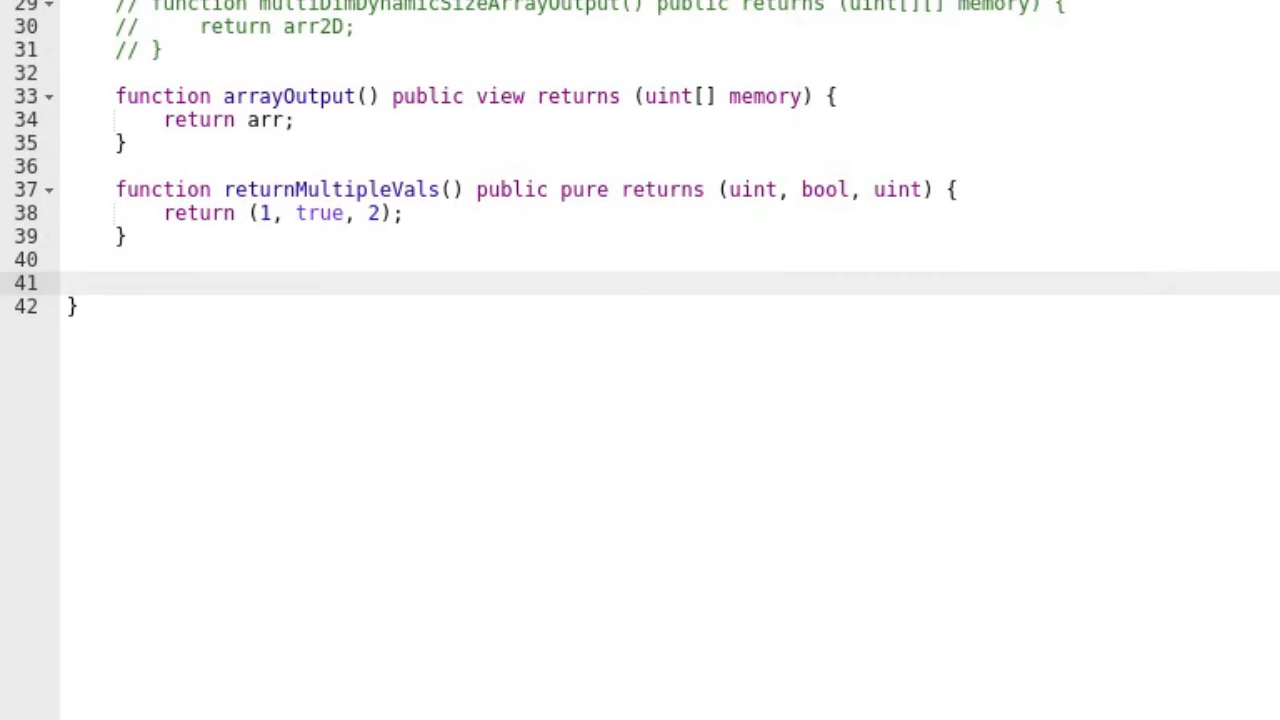 29 // function multiDimDynamicSizeArrayOutput() public returns (uint[][] memory) {
30 //     return arr2D;
31 // }
32
33 function arrayOutput() public view returns (uint[] memory) {
34     return arr;
35 }
36
37 function returnMultipleVals() public pure returns (uint, bool, uint) {
38     return (1, true, 2);
39 }
40
41
42 }